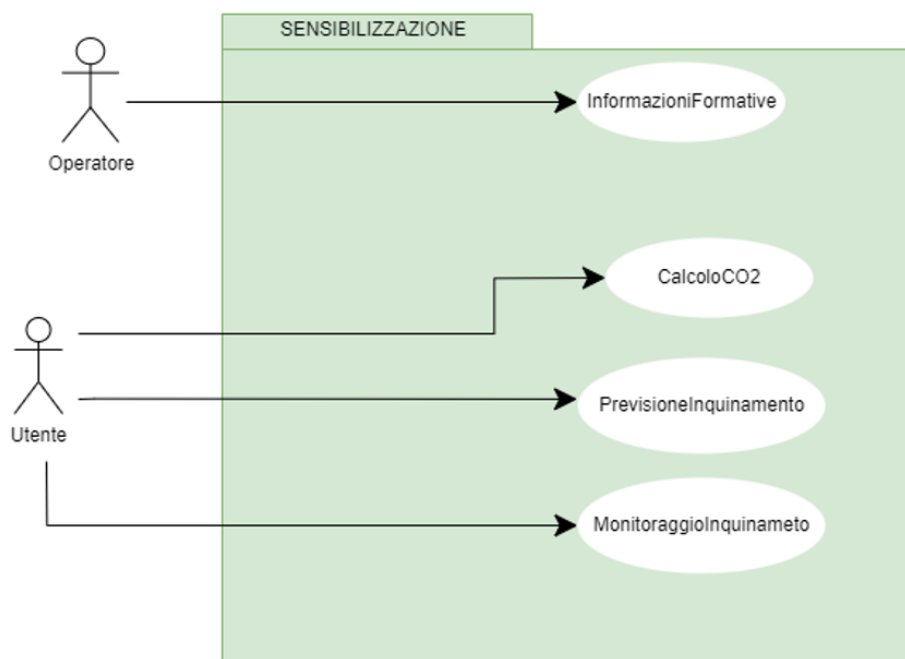 SENSIBILIZZAZIONE
InformazioniFormative
Operatore
CalcoloCO2
PrevisioneInquinamento
Utente
MonitoraggioInquinameto